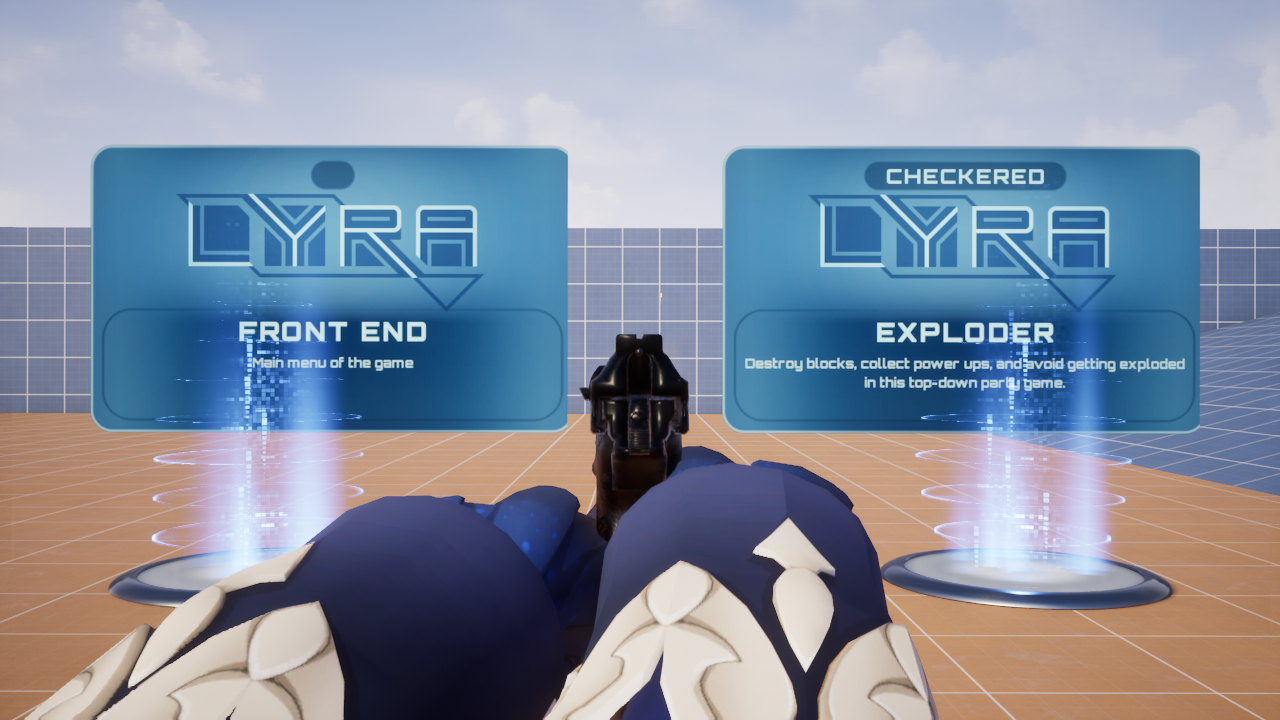 LYRA
FRONT END
Main menu of the game
CHECKERED
LYRA
EXPLODER
Destroy blocks, collect power ups, and avoid getting exploded
in this top-down party game.